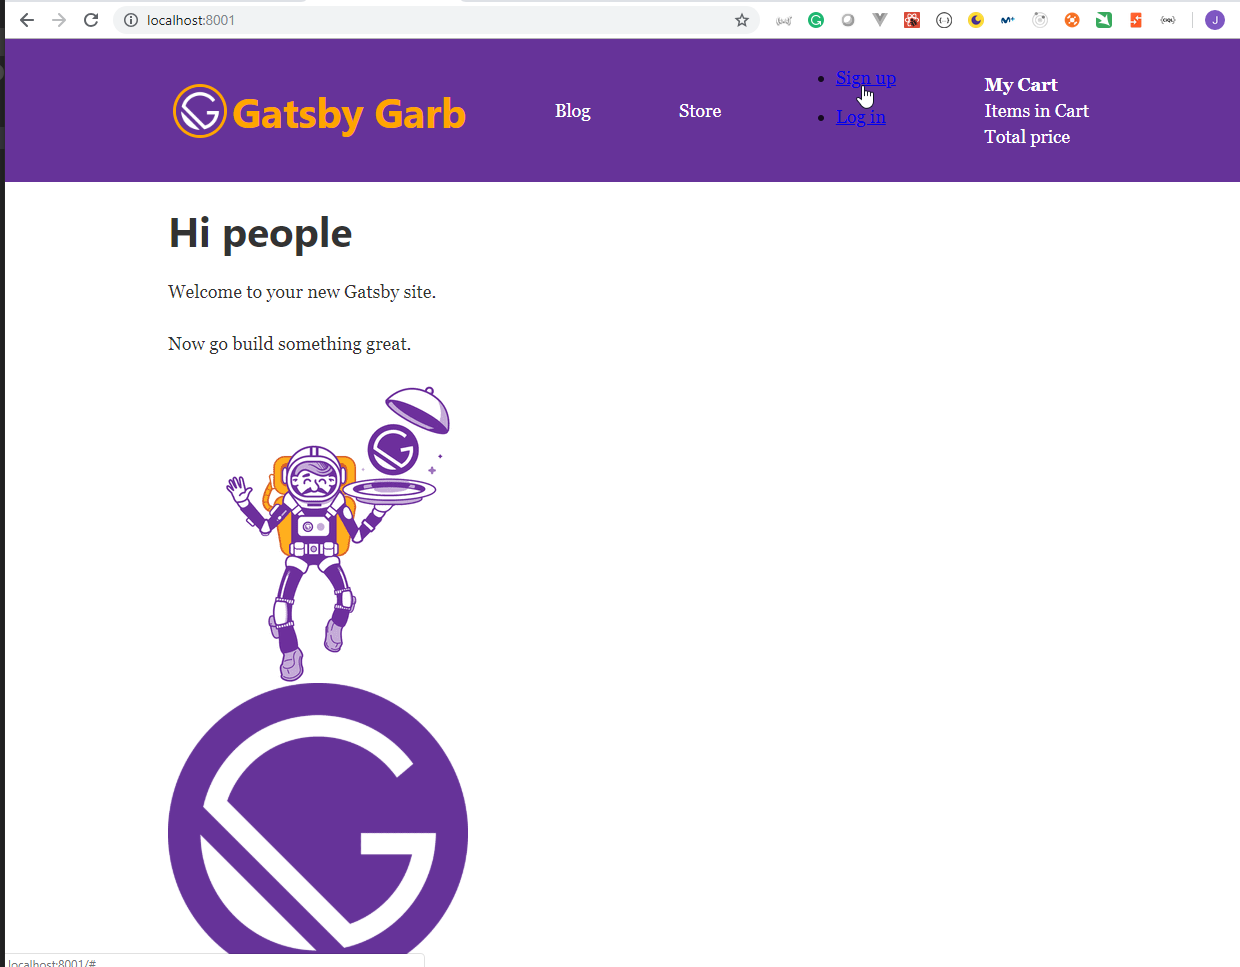 localhost:8001
J
Gatsby Garb
Blog
Store
Sign up
Log in
My Cart
Items in Cart
Total price
Hi people
Welcome to your new Gatsby site.
Now go build something great.
localhost:8001/#